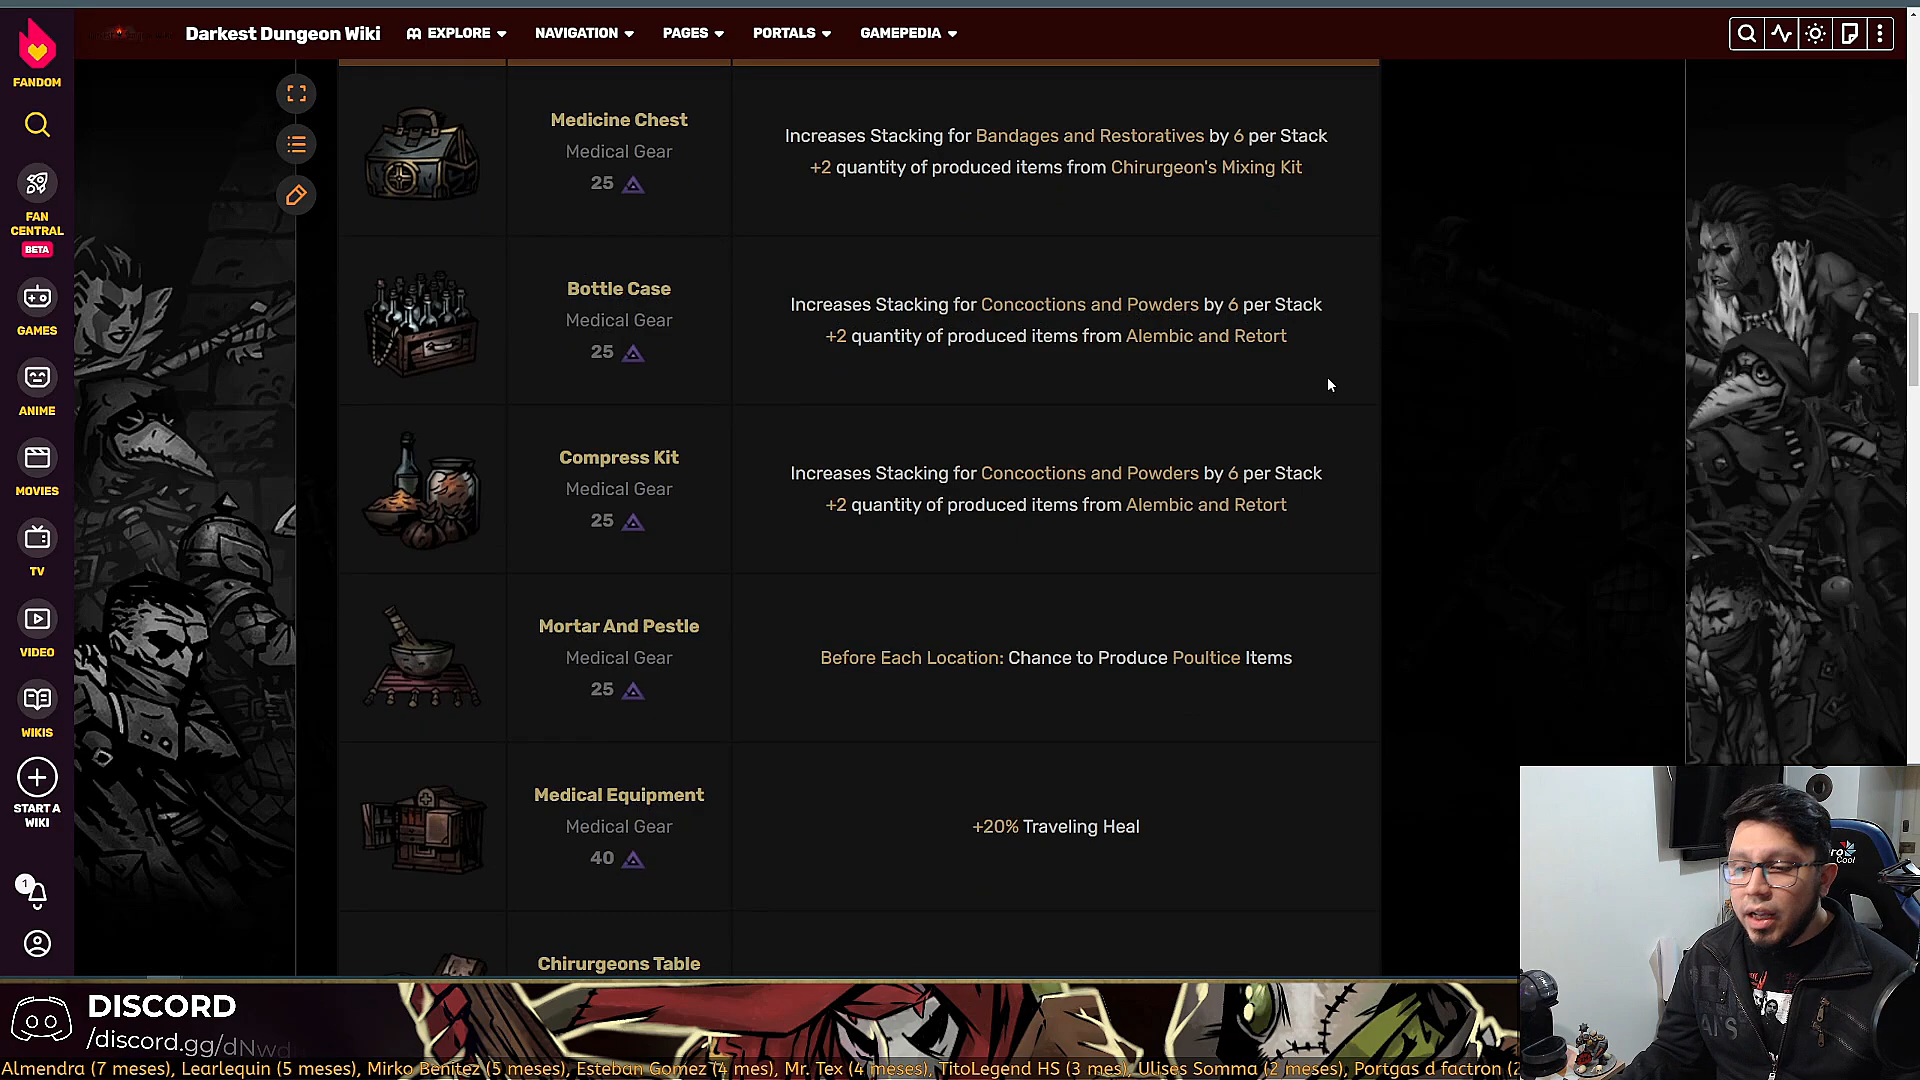 FANDOM
FAN
CENTRAL
BETA
GAMES
ANIME
MOVIES
TV
VIDEO
WIKIS
START A
WIKI
1
Darkest Dungeon Wiki
EXPLORE
NAVIGATION
PAGES
PORTALS
GAMEPEDIA
Medicine Chest
Medical Gear
25
Increases Stacking for Bandages and Restoratives by 6 per Stack
+2 quantity of produced items from Chirurgeon's Mixing Kit
Bottle Case
Medical Gear
25
Increases Stacking for Concoctions and Powders by 6 per Stack
+2 quantity of produced items from Alembic and Retort
Compress Kit
Medical Gear
25
Increases Stacking for Concoctions and Powders by 6 per Stack
+2 quantity of produced items from Alembic and Retort
Mortar And Pestle
Medical Gear
25
Before Each Location: Chance to Produce Poultice Items
Medical Equipment
Medical Gear
40
+20% Traveling Heal
Chirurgeons Table
DISCORD
/discord.gg/dNwd
Almendra (7 meses), Learlequin (5 meses), Mirko Benitez (5 meses), Esteban Gomez (4 mes), Mr. Tex (4 meses), TitoLegend HS (3 mes), Ulises Somma (2 meses), Portgas d factron (2